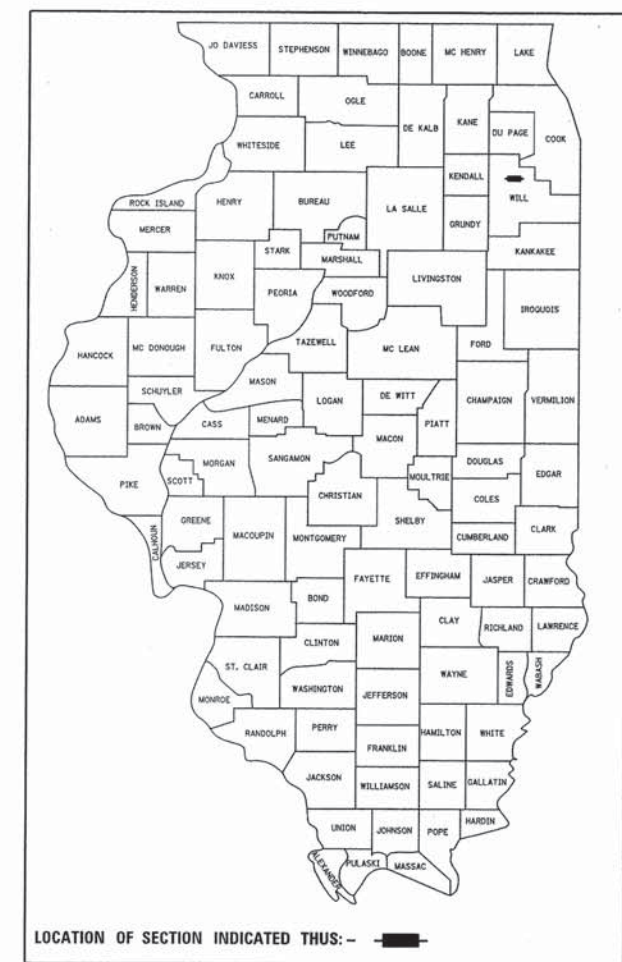 JO DAVIESS STEPHENSON WINNEBAGO BOONE MC HENRY LAKE
CARROLL OGLE DE KALB KANE DU PAGE COOK
WHITESIDE LEE
KENDALL WILL
ROCK ISLAND HENRY BUREAU LA SALLE GRUNDY
MERCER PUTNAM
STARK MARSHALL KANKAKEE
HENDERSON WARREN KNOX PEORIA WOODFORD LIVINGSTON IROQUOIS
HANCOCK MC DONOUGH FULTON TAZEWELL MC LEAN FORD
SCHUYLER MASON LOGAN DE WITT CHAMPAIGN VERMILION
ADAMS BROWN CASS MENARD MACON PIATT
PIKE SCOTT MORGAN SANGAMON CHRISTIAN MOULTRIE DOUGLAS EDGAR
COLES
CALHOUN GREENE MACOUPIN MONTGOMERY SHELBY CUMBERLAND CLARK
JERSEY FAYETTE EFFINGHAM JASPER CRAWFORD
MADISON BOND CLAY RICHLAND LAWRENCE
CLINTON MARION
ST. CLAIR WAYNE EDWARDS WABASH
MONROE WASHINGTON JEFFERSON
RANDOLPH PERRY HAMILTON WHITE
FRANKLIN
JACKSON WILLIAMSON SALINE GALLATIN
UNION JOHNSON POPE HARDIN
ALEXANDER PULASKI MASSAC
LOCATION OF SECTION INDICATED THUS: -